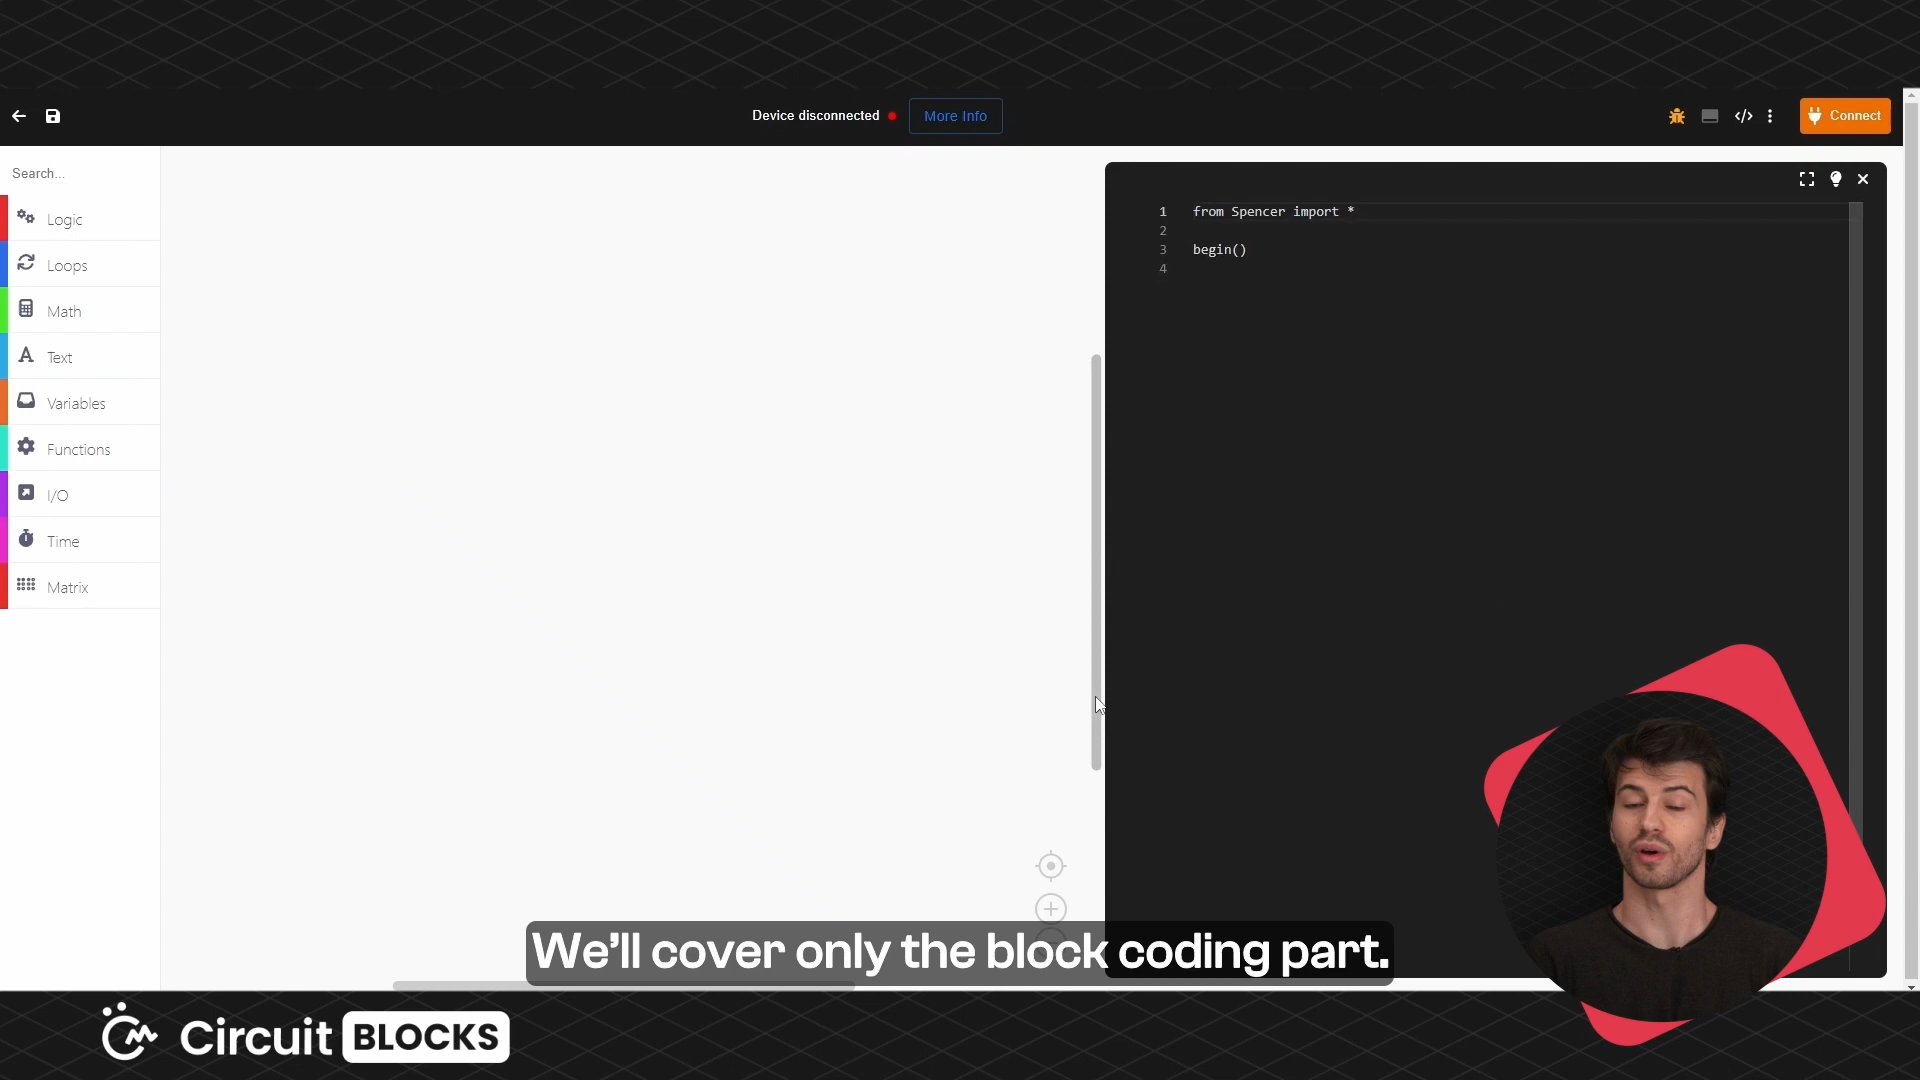 Device disconnected
More Info
</>
Connect
Search...
Logic
Loops
Math
Text
Variables
Functions
I/O
Time
Matrix
1 from Spencer import *
2
3 begin()
4
We'll cover only the block coding part.
Circuit BLOCKS